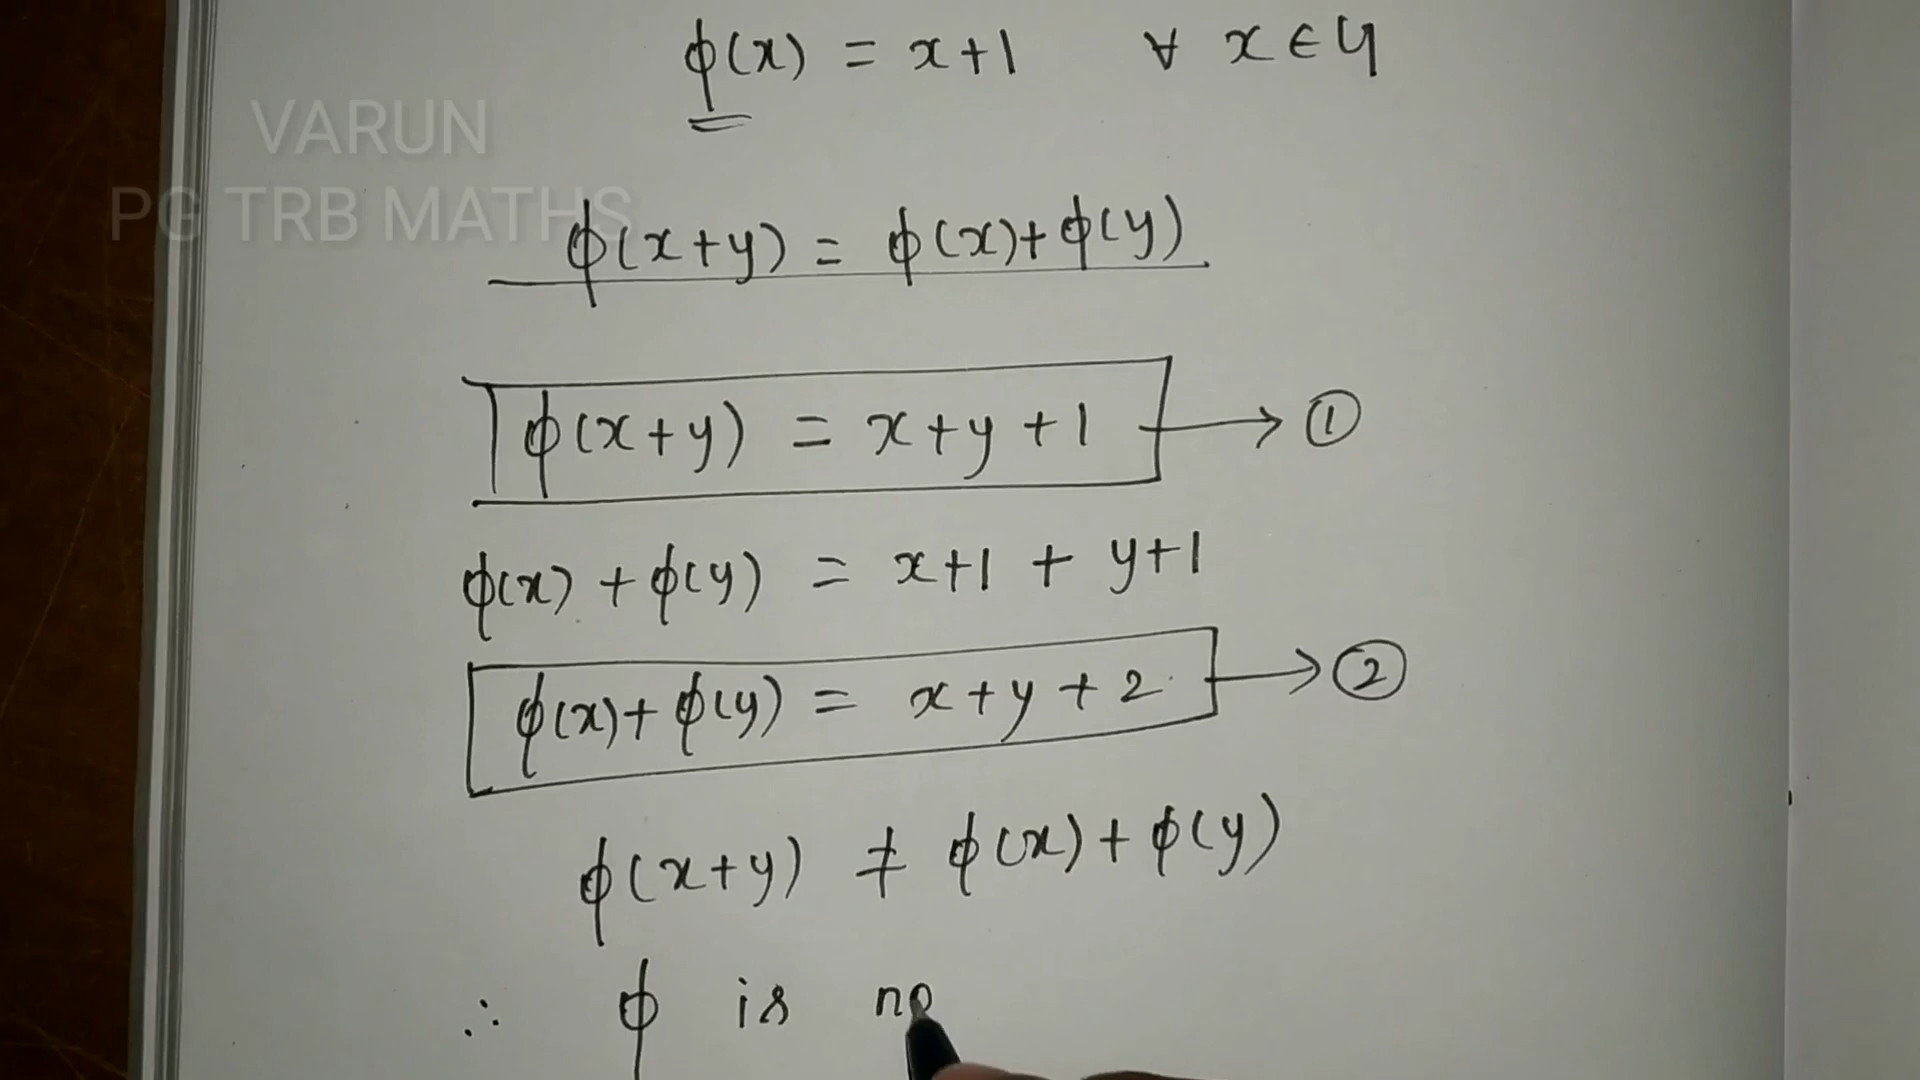 ϕ(x) = x+1 ∀ x ∈ G
VARUN
PG TRB MATHS
ϕ(x+y) = ϕ(x)+ϕ(y)
ϕ(x+y) = x+y+1 → ①
ϕ(x) + ϕ(y) = x+1 + y+1
ϕ(x)+ϕ(y) = x+y+2 → ②
ϕ(x+y) ≠ ϕ(x)+ϕ(y)
∴ ϕ is no